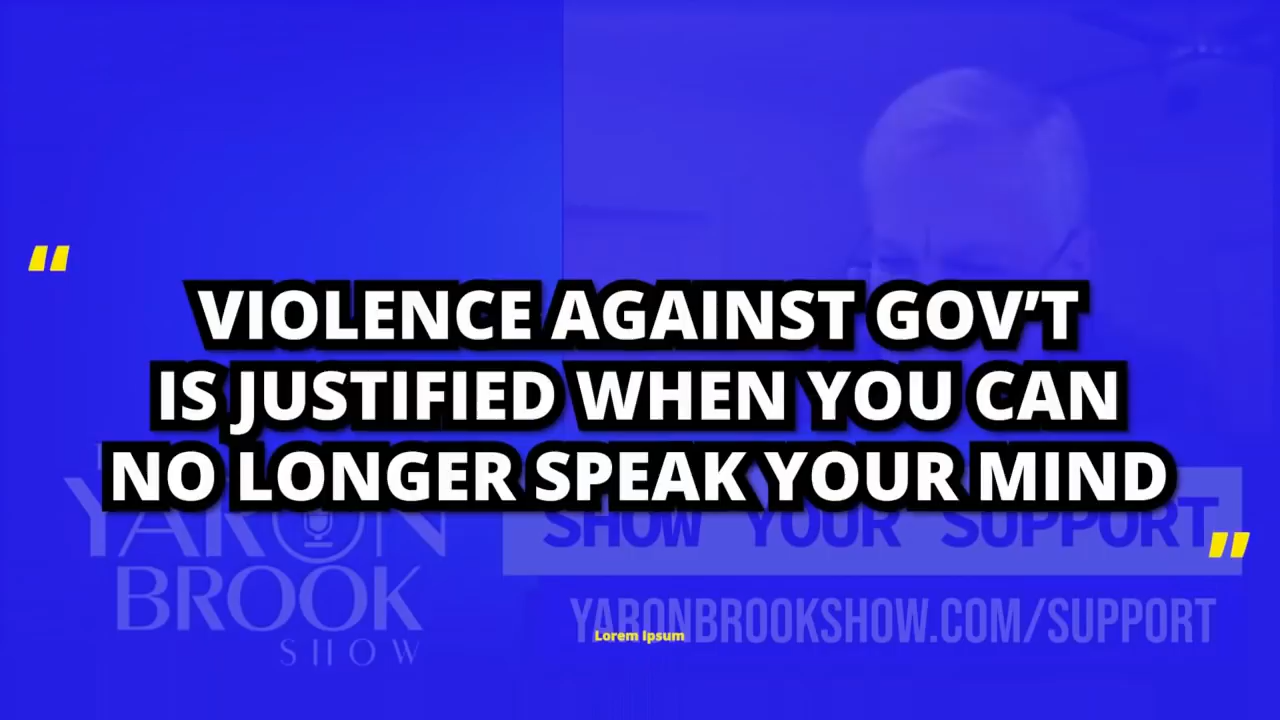 “
VIOLENCE AGAINST GOV’T
IS JUSTIFIED WHEN YOU CAN
NO LONGER SPEAK YOUR MIND
”
YARON
BROOK
SHOW
SHOW YOUR SUPPORT
YARONBROOKSHOW.COM/SUPPORT
Lorem Ipsum